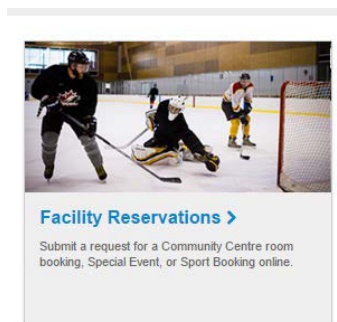 Facility Reservations >
Submit a request for a Community Centre room
booking, Special Event, or Sport Booking online.